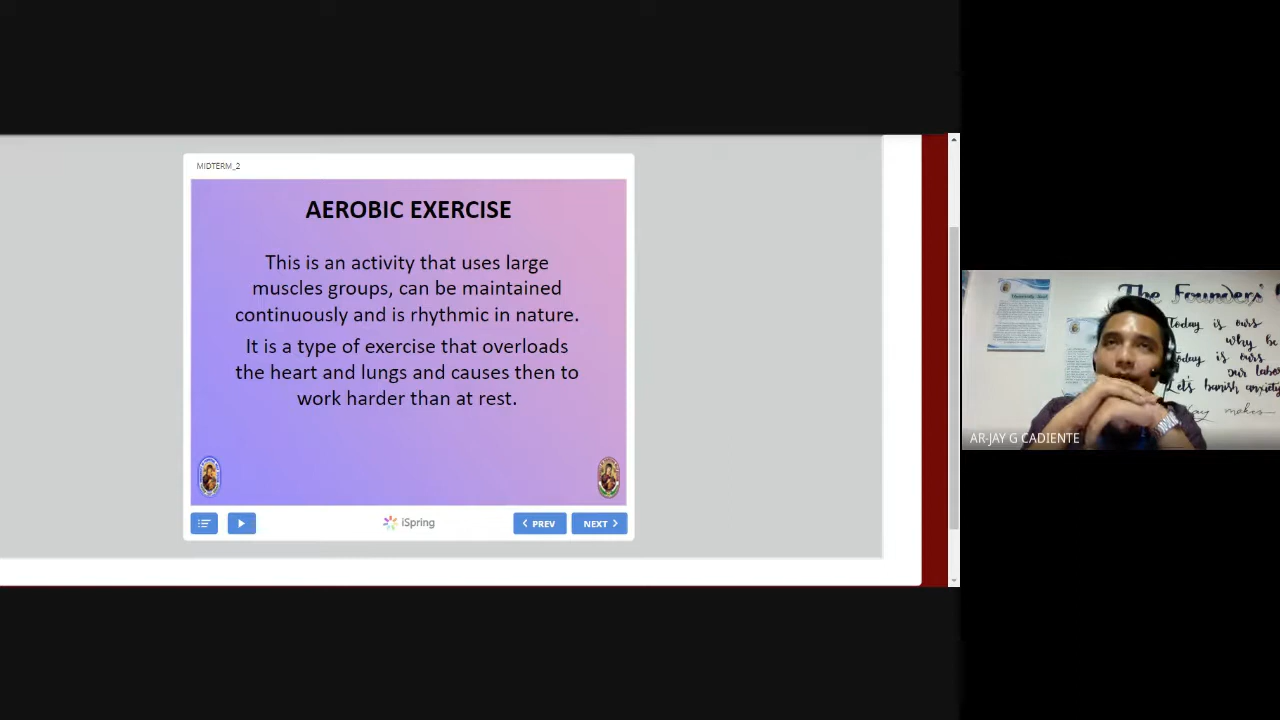 MIDTERM_2
AEROBIC EXERCISE
This is an activity that uses large
muscles groups, can be maintained
continuously and is rhythmic in nature.
It is a type of exercise that overloads
the heart and lungs and causes then to
work harder than at rest.
iSpring
PREV
NEXT
The Founders'
Today is ours
why be
Today is ours
our labo
Let's banish anxiety
makes
AR-JAY G CADIENTE